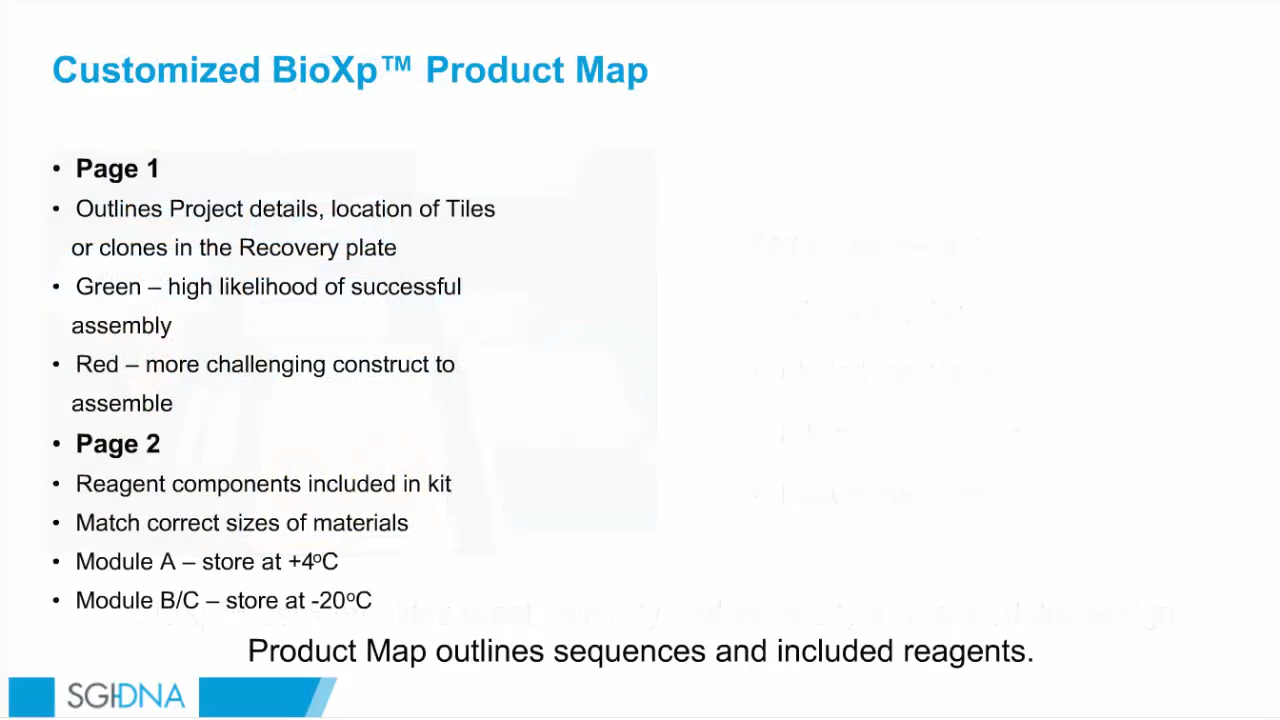 Customized BioXp™ Product Map
• Page 1
• Outlines Project details, location of Tiles
or clones in the Recovery plate
• Green – high likelihood of successful
assembly
• Red – more challenging construct to
assemble
• Page 2
• Reagent components included in kit
• Match correct sizes of materials
• Module A – store at +4ºC
• Module B/C – store at -20ºC
Product Map outlines sequences and included reagents.
SGI-DNA